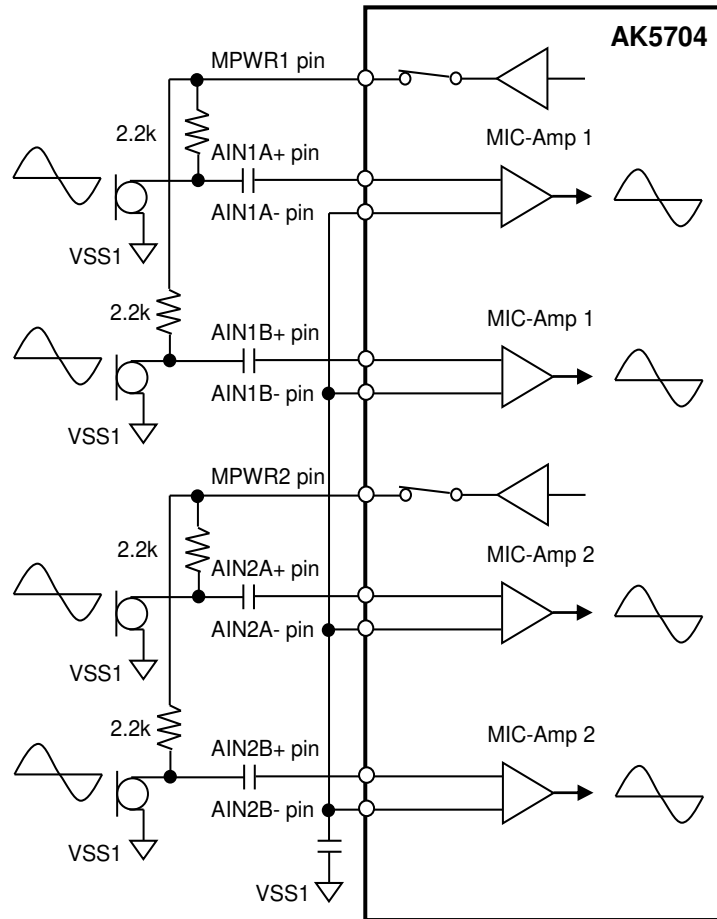 AK5704
MPWR1 pin
2.2k
MIC-Amp 1
AIN1A+ pin
AIN1A- pin
VSS1
2.2k
MIC-Amp 1
AIN1B+ pin
AIN1B- pin
VSS1
MPWR2 pin
2.2k
MIC-Amp 2
AIN2A+ pin
AIN2A- pin
VSS1
2.2k
MIC-Amp 2
AIN2B+ pin
AIN2B- pin
VSS1
VSS1